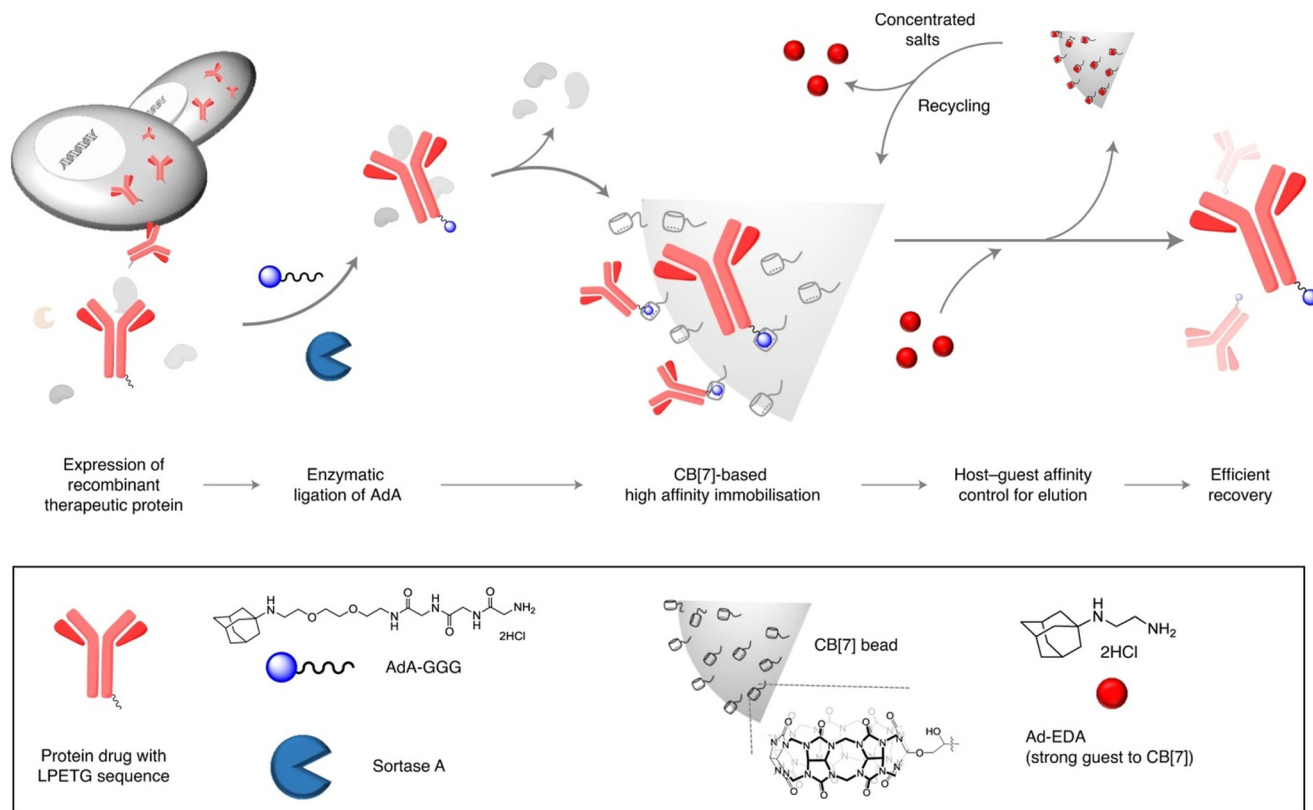 Concentrated
salts
Recycling
Expression of
recombinant
therapeutic protein
Enzymatic
ligation of AdA
CB[7]-based
high affinity immobilisation
Host–guest affinity
control for elution
Efficient
recovery
Protein drug with
LPETG sequence
H
N
O
O
N
H
O
H
N
O
N
H
O
NH2
2HCl
AdA-GGG
Sortase A
CB[7] bead
HO
O
H
N
NH2
2HCl
Ad-EDA
(strong guest to CB[7])